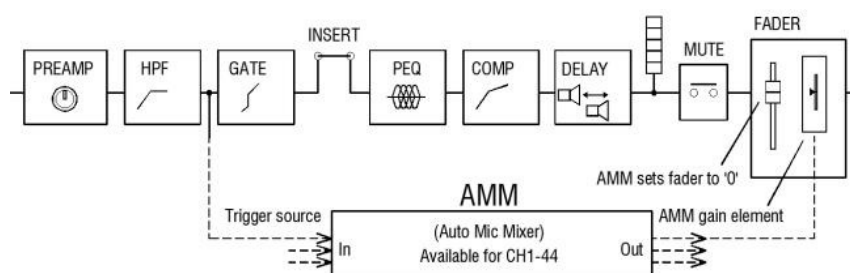 INSERT
FADER
PREAMP
HPF
GATE
PEQ
COMP
DELAY
MUTE
AMM sets fader to '0'
AMM
Trigger source
AMM gain element
(Auto Mic Mixer)
In
Out
Available for CH1-44